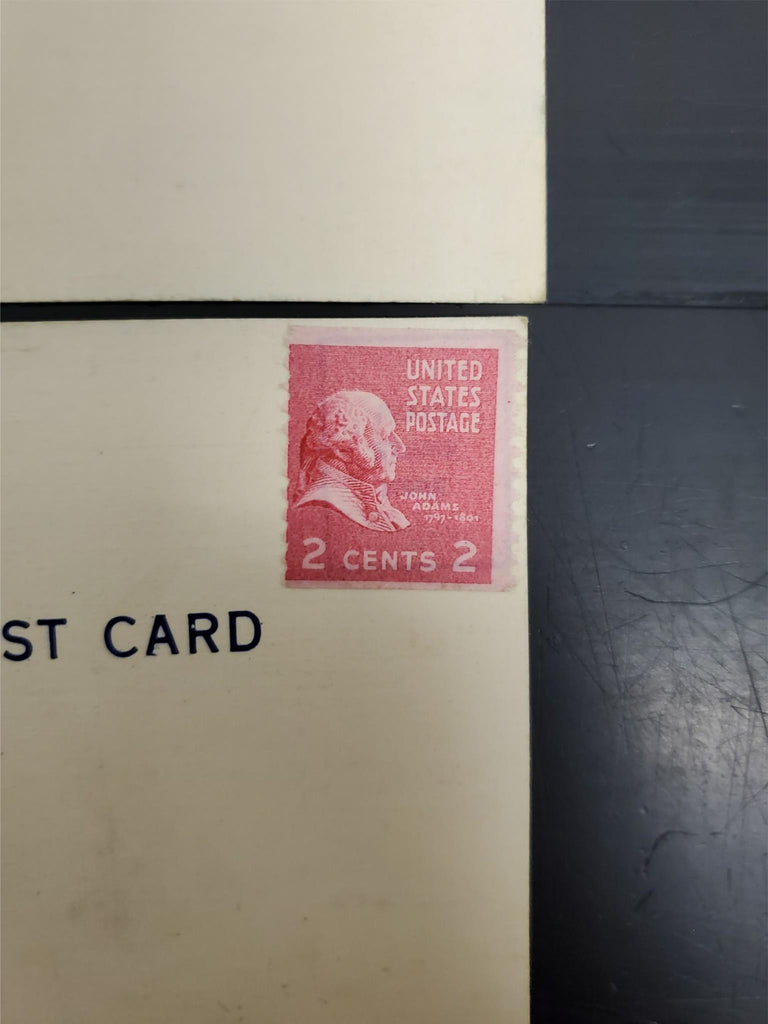 UNITED
STATES
POSTAGE
JOHN
ADAMS
1797-1801
2 CENTS 2
ST CARD